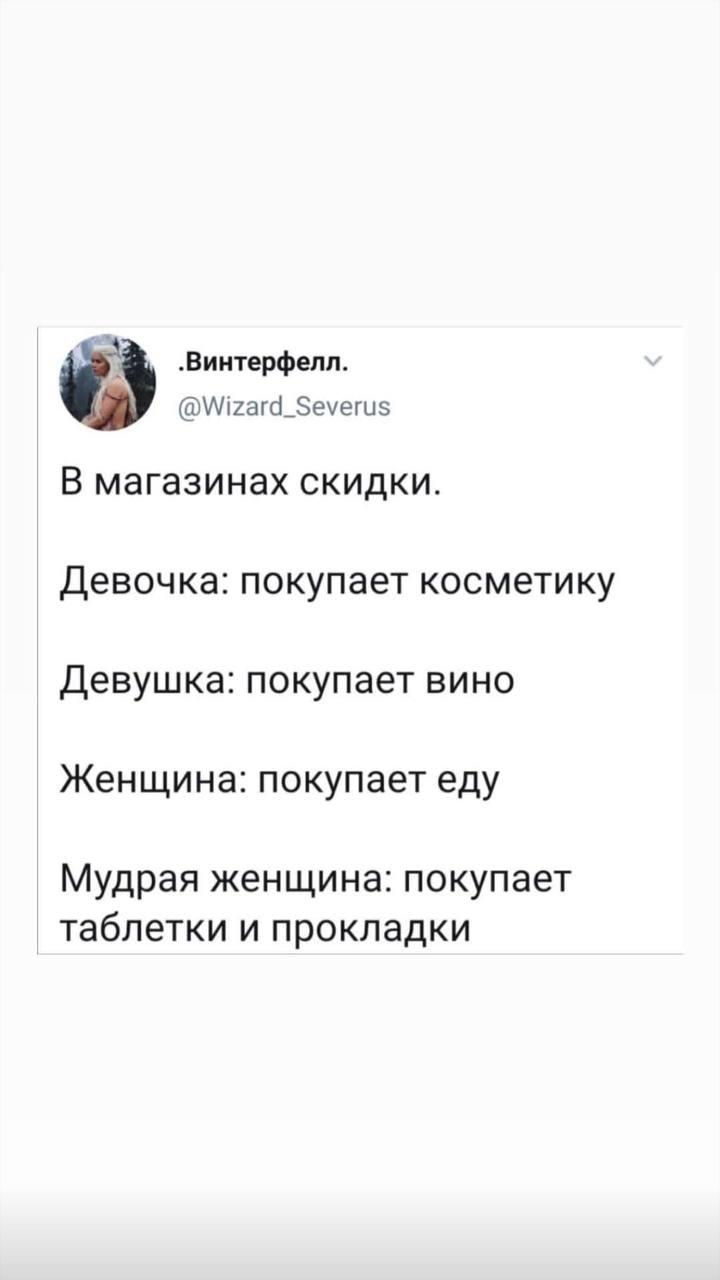 .Винтерфелл.
@Wizard_Severus
В магазинах скидки.
Девочка: покупает косметику
Девушка: покупает вино
Женщина: покупает еду
Мудрая женщина: покупает
таблетки и прокладки